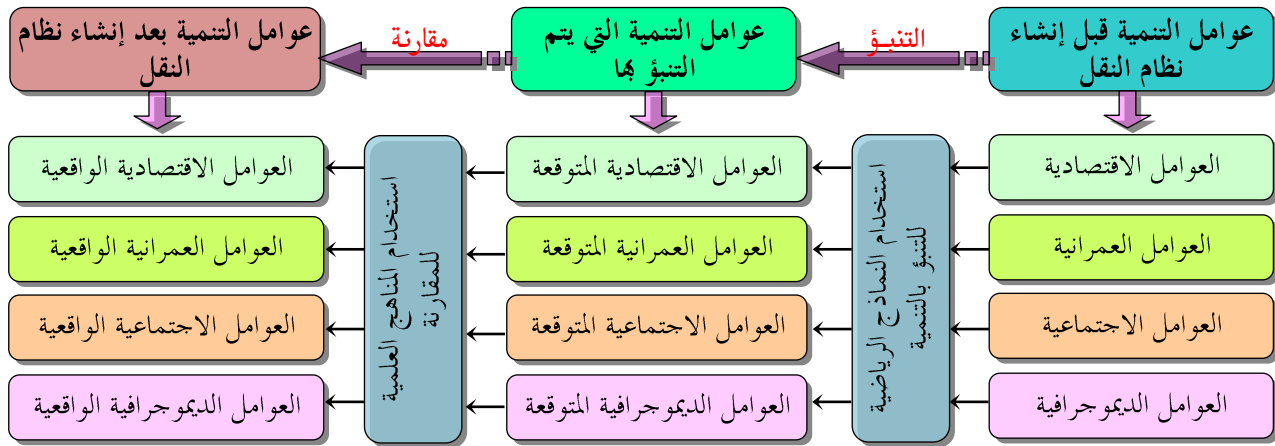 عوامل التنمية قبل إنشاء
نظام النقل
التنبؤ
عوامل التنمية التي يتم
التنبؤ بها
مقارنة
عوامل التنمية بعد إنشاء نظام
النقل
العوامل الاقتصادية
العوامل العمرانية
العوامل الاجتماعية
العوامل الديموجرافية
استخدام النماذج الرياضية
للتنبؤ بالتنمية
العوامل الاقتصادية المتوقعة
العوامل العمرانية المتوقعة
العوامل الاجتماعية المتوقعة
العوامل الديموجرافية المتوقعة
استخدام المناهج العلمية
للمقارنة
العوامل الاقتصادية الواقعية
العوامل العمرانية الواقعية
العوامل الاجتماعية الواقعية
العوامل الديموجرافية الواقعية